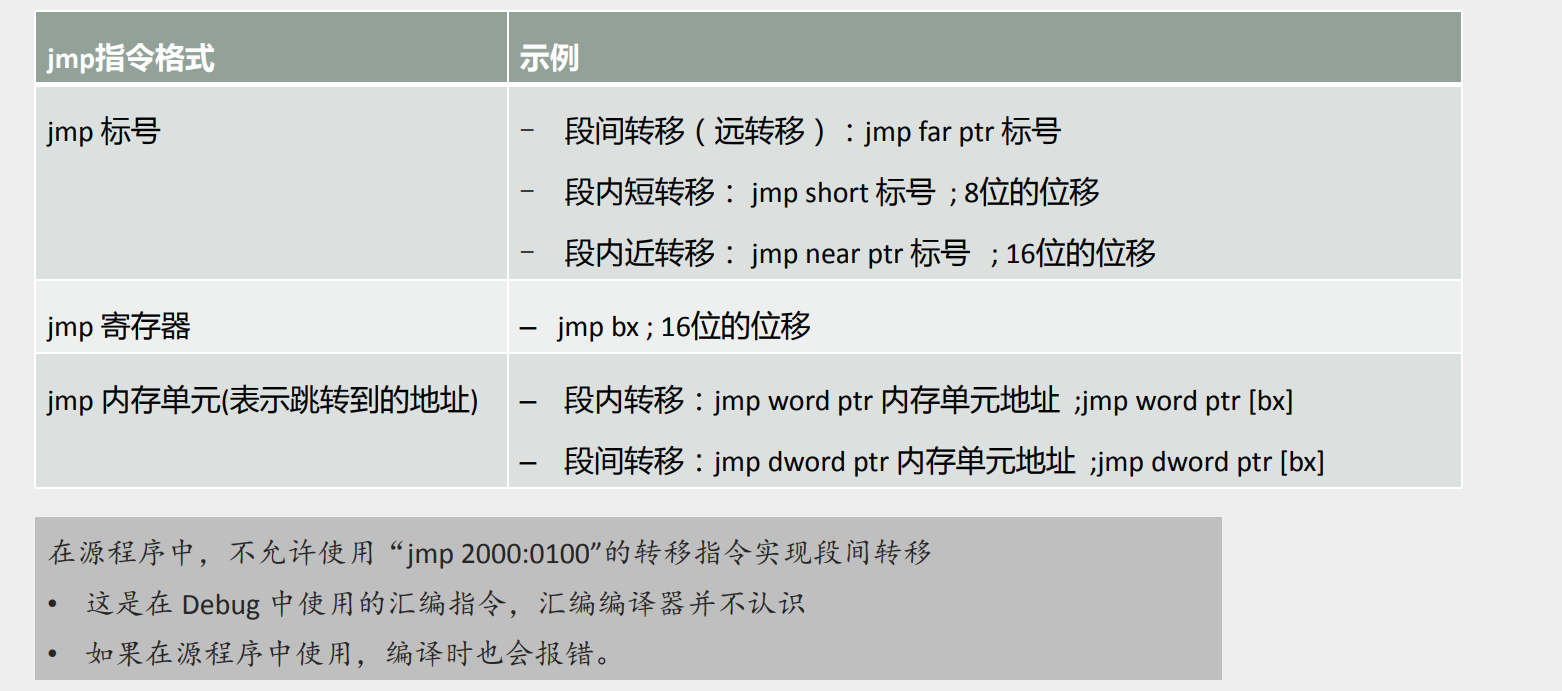 jmp指令格式
示例
jmp 标号
– 段间转移（远转移）：jmp far ptr 标号
– 段内短转移： jmp short 标号 ; 8位的位移
– 段内近转移： jmp near ptr 标号 ; 16位的位移
jmp 寄存器
– jmp bx ; 16位的位移
jmp 内存单元(表示跳转到的地址)
– 段内转移：jmp word ptr 内存单元地址 ;jmp word ptr [bx]
– 段间转移：jmp dword ptr 内存单元地址 ;jmp dword ptr [bx]
在源程序中，不允许使用“jmp 2000:0100”的转移指令实现段间转移
• 这是在 Debug 中使用的汇编指令，汇编编译器并不认识
• 如果在源程序中使用，编译时也会报错。